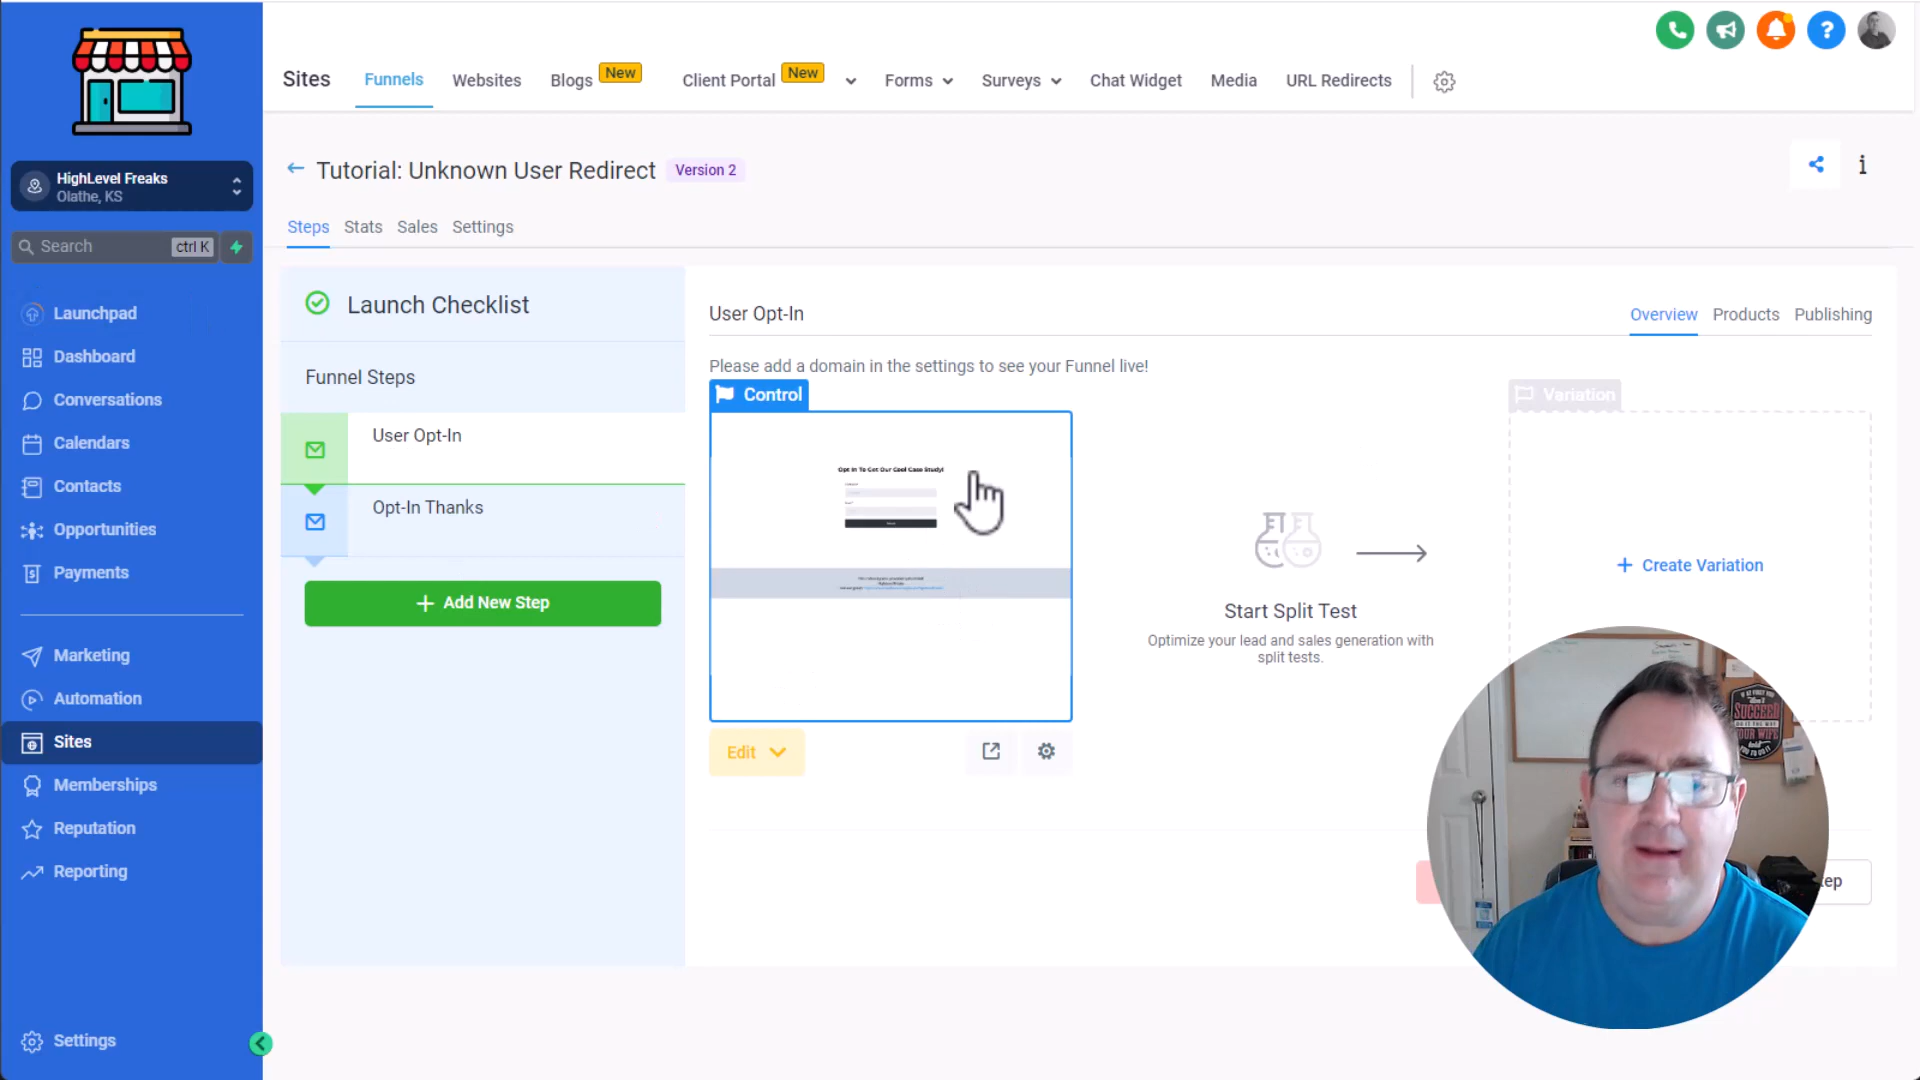 Sites
Funnels
Websites
Blogs
New
Client Portal
New
Forms
Surveys
Chat Widget
Media
URL Redirects
HighLevel Freaks
Olathe, KS
Search
ctrl K
Launchpad
Dashboard
Conversations
Calendars
Contacts
Opportunities
Payments
Marketing
Automation
Sites
Memberships
Reputation
Reporting
Settings
Tutorial: Unknown User Redirect
Version 2
Steps
Stats
Sales
Settings
Launch Checklist
Funnel Steps
User Opt-In
Opt-In Thanks
+ Add New Step
User Opt-In
Overview
Products
Publishing
Please add a domain in the settings to see your Funnel live!
Control
Opt In To Get Our Cool Case Study!
Edit
Start Split Test
Optimize your lead and sales generation with
split tests.
Variation
+ Create Variation
SUCCEED
YOUR WIFE